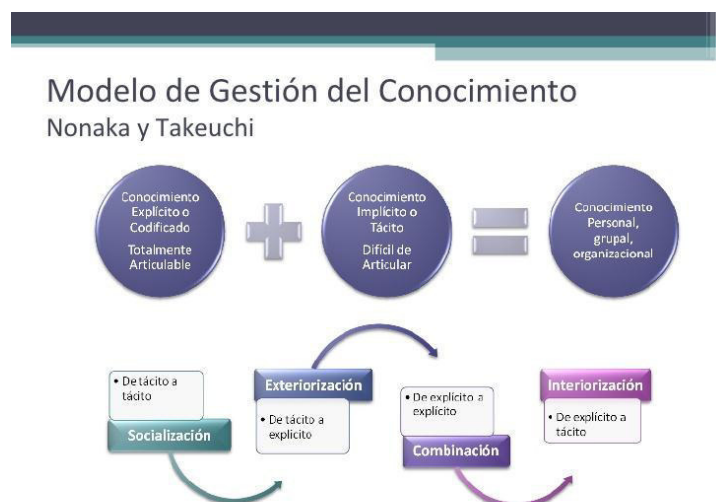 Modelo de Gestión del Conocimiento
Nonaka y Takeuchi
Conocimiento
Explícito o
Codificado
Totalmente
Articulable
Conocimiento
Implícito o
Tácito
Difícil de
Articular
Conocimiento
Personal,
grupal,
organizacional
• De tácito a
tácito
Socialización
Exteriorización
• De tácito a
explícito
• De explícito a
explícito
Combinación
Interiorización
• De explícito a
tácito